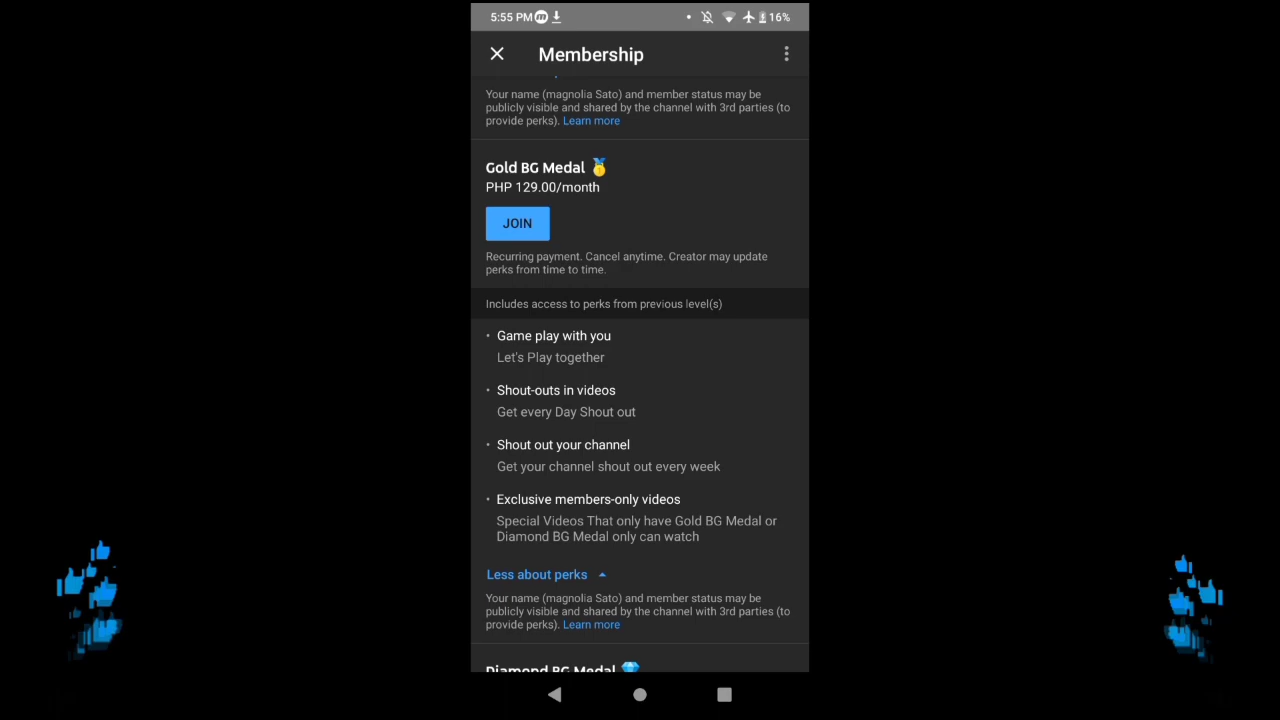 5:55 PM
16%
Membership
Your name (magnolia Sato) and member status may be
publicly visible and shared by the channel with 3rd parties (to
provide perks). Learn more
Gold BG Medal 🥇
PHP 129.00/month
JOIN
Recurring payment. Cancel anytime. Creator may update
perks from time to time.
Includes access to perks from previous level(s)
• Game play with you
Let's Play together
• Shout-outs in videos
Get every Day Shout out
• Shout out your channel
Get your channel shout out every week
• Exclusive members-only videos
Special Videos That only have Gold BG Medal or
Diamond BG Medal only can watch
Less about perks
Your name (magnolia Sato) and member status may be
publicly visible and shared by the channel with 3rd parties (to
provide perks). Learn more
Diamond BG Medal 💎